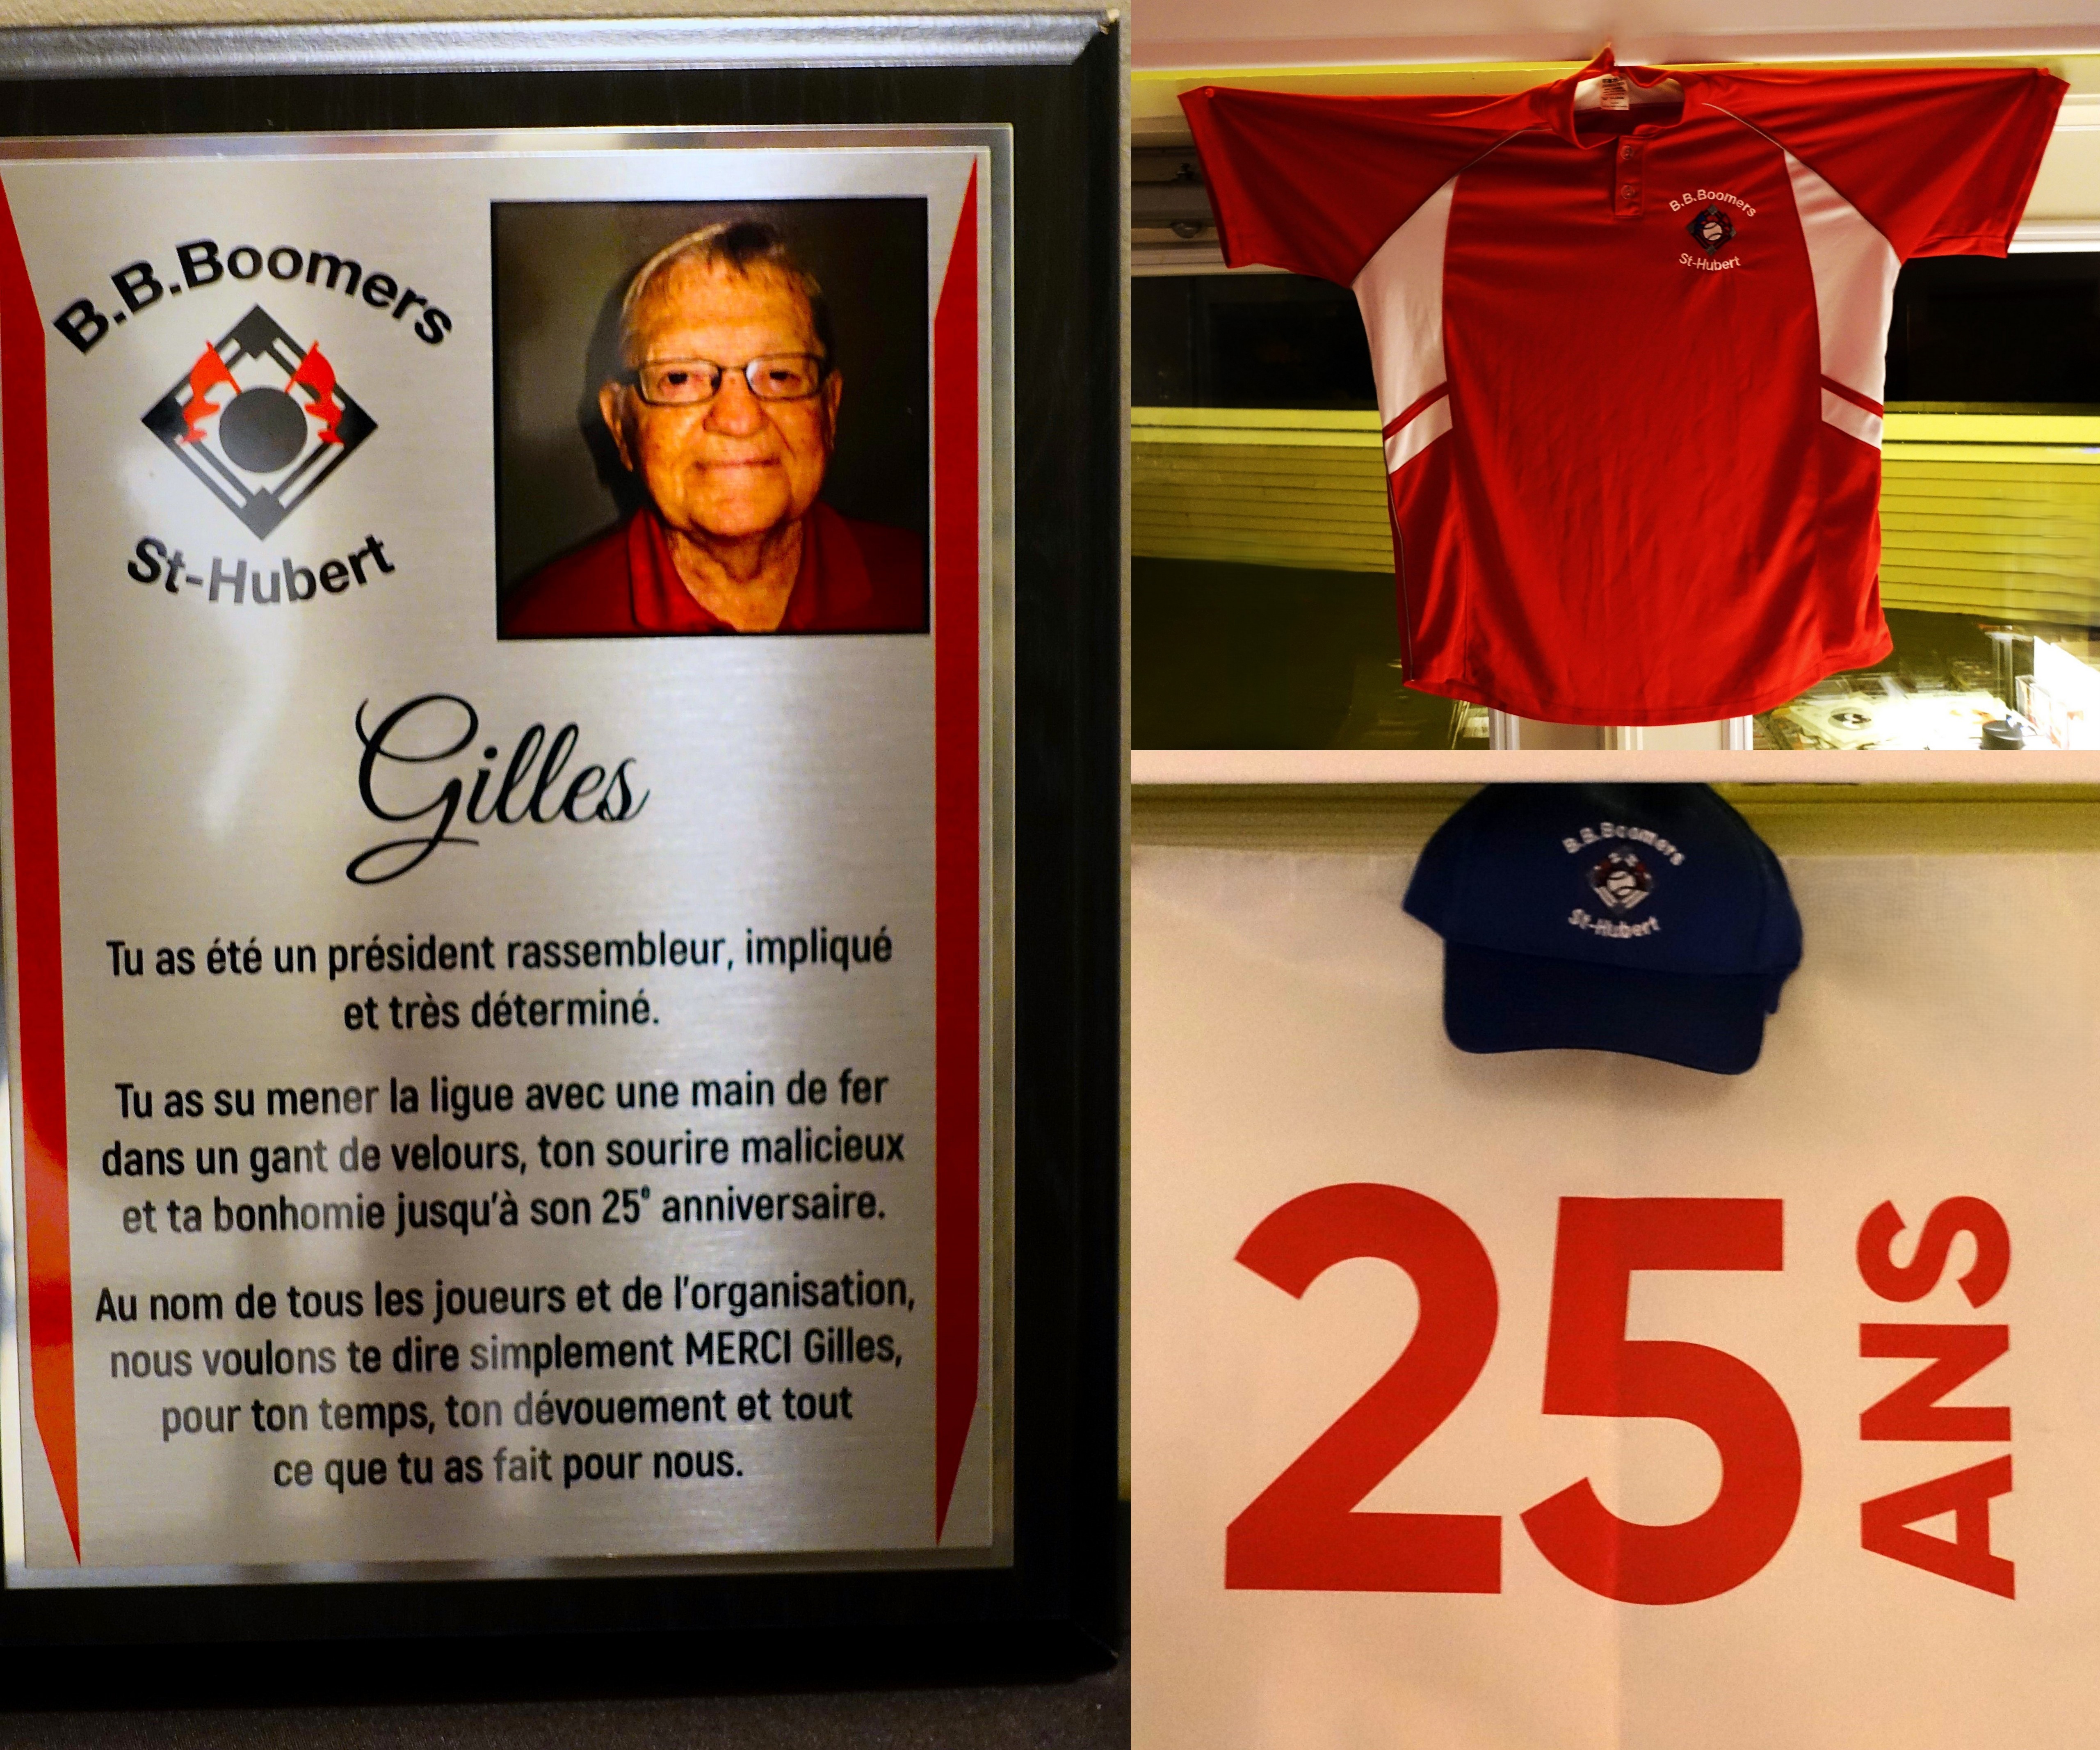 B.B.Boomers
St-Hubert
Gilles
Tu as été un président rassembleur, impliqué
et très déterminé.
Tu as su mener la ligue avec une main de fer
dans un gant de velours, ton sourire malicieux
et ta bonhomie jusqu'à son 25e anniversaire.
Au nom de tous les joueurs et de l'organisation,
nous voulons te dire simplement MERCI Gilles,
pour ton temps, ton dévouement et tout
ce que tu as fait pour nous.
B.B.Boomers
St-Hubert
B.B.Boomers
St-Hubert
25
ANS